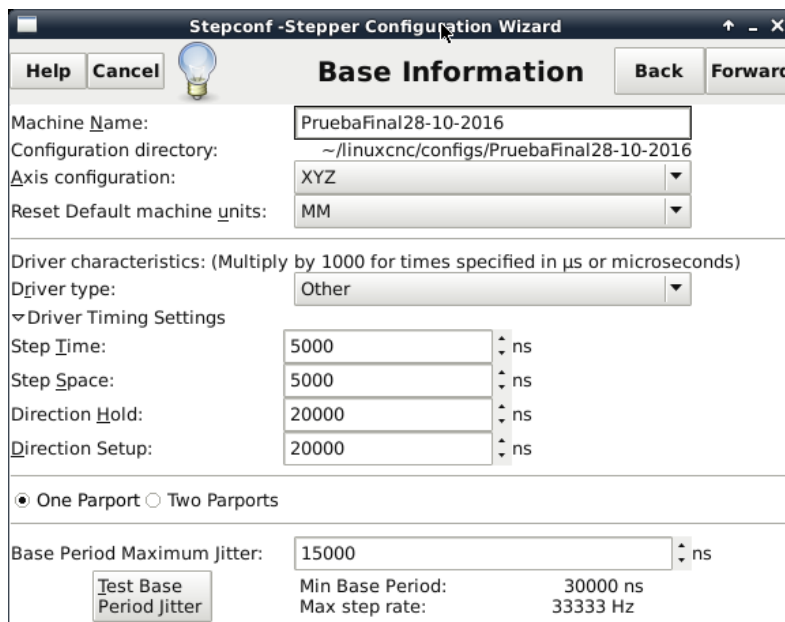 Stepconf -Stepper Configuration Wizard
Help Cancel Base Information Back Forward
Machine Name: PruebaFinal28-10-2016
Configuration directory: ~/linuxcnc/configs/PruebaFinal28-10-2016
Axis configuration: XYZ
Reset Default machine units: MM
Driver characteristics: (Multiply by 1000 for times specified in µs or microseconds)
Driver type: Other
Driver Timing Settings
Step Time: 5000 ns
Step Space: 5000 ns
Direction Hold: 20000 ns
Direction Setup: 20000 ns
One Parport Two Parports
Base Period Maximum Jitter: 15000 ns
Test Base Min Base Period: 30000 ns
Period Jitter Max step rate: 33333 Hz